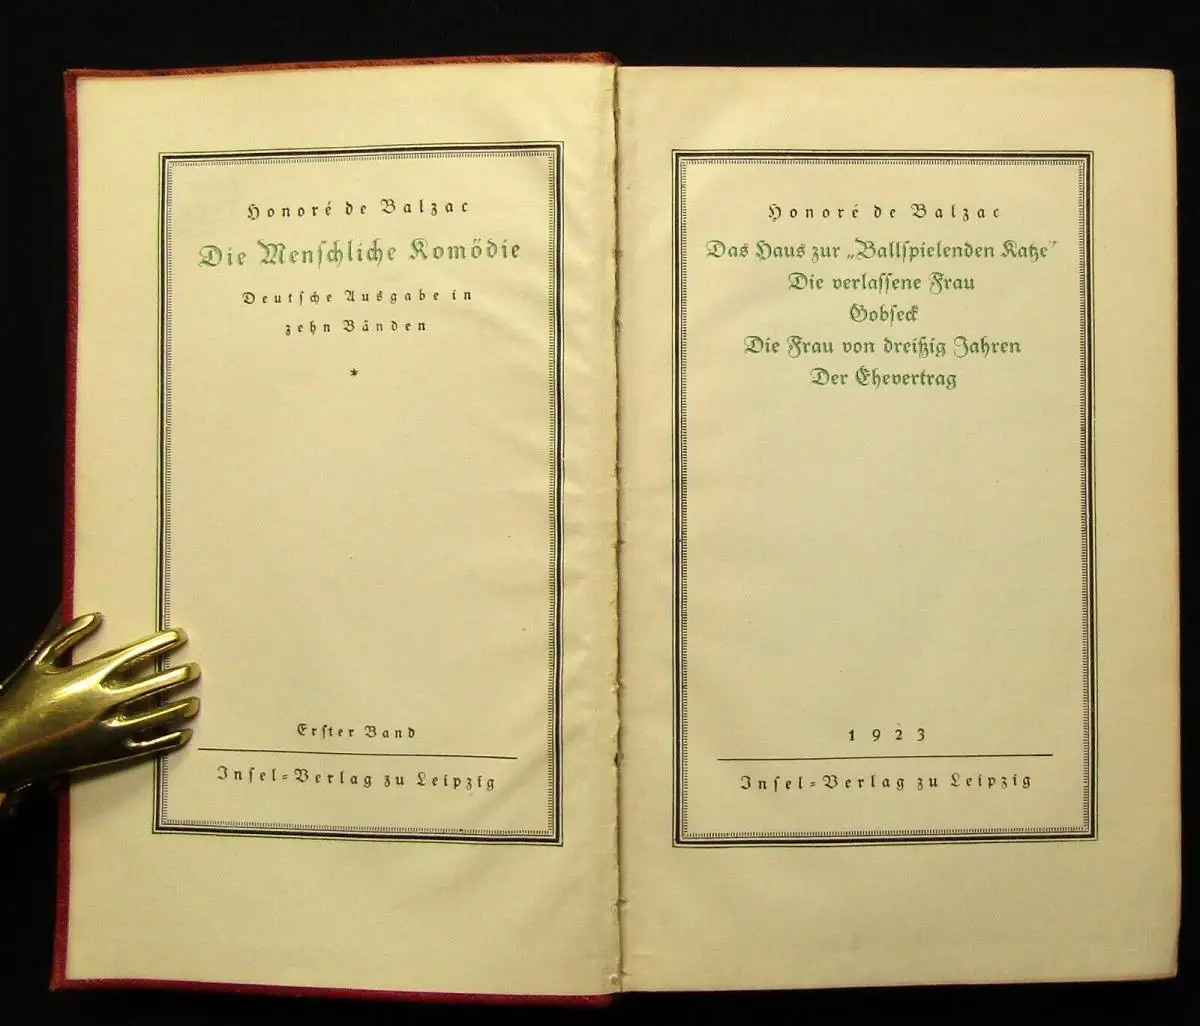 Honoré de Balzac
Die Menschliche Komödie
Deutsche Ausgabe in
zehn Bänden
*
Erster Band
Insel=Verlag zu Leipzig
Honoré de Balzac
Das Haus zur „Ballspielenden Katze“
Die verlassene Frau
Gobseck
Die Frau von dreißig Jahren
Der Ehevertrag
1923
Insel=Verlag zu Leipzig